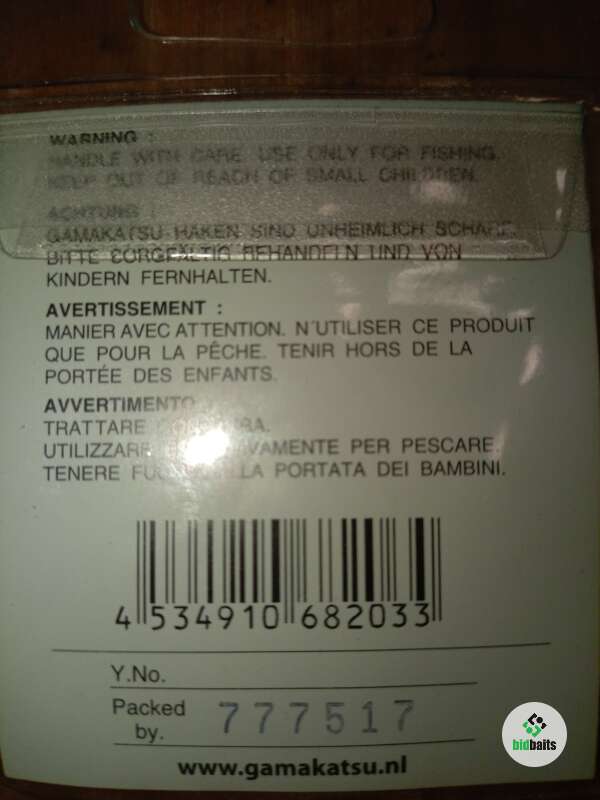 WARNING :
HANDLE WITH CARE. USE ONLY FOR FISHING.
KEEP OUT OF REACH OF SMALL CHILDREN.
ACHTUNG :
GAMAKATSU-HAKEN SIND UNHEIMLICH SCHARF.
BITTE SORGFÄLTIG BEHANDELN UND VON
KINDERN FERNHALTEN.
AVERTISSEMENT :
MANIER AVEC ATTENTION. N'UTILISER CE PRODUIT
QUE POUR LA PÊCHE. TENIR HORS DE LA
PORTÉE DES ENFANTS.
AVVERTIMENTO
TRATTARE
PER PESCARE.
TENERE LA PORTATA DEI BAMBINI.
4 534910 682033
Y.No.
Packed 777517
by.
www.gamakatsu.nl
bidbaits